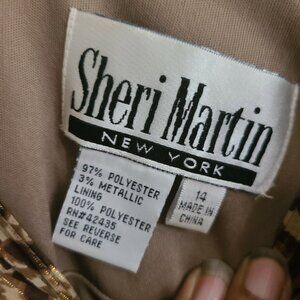 Sheri Martin
NEW YORK
97% POLYESTER
3% METALLIC
LINING
100% POLYESTER
RN#42435
SEE REVERSE
FOR CARE
14
MADE IN
CHINA